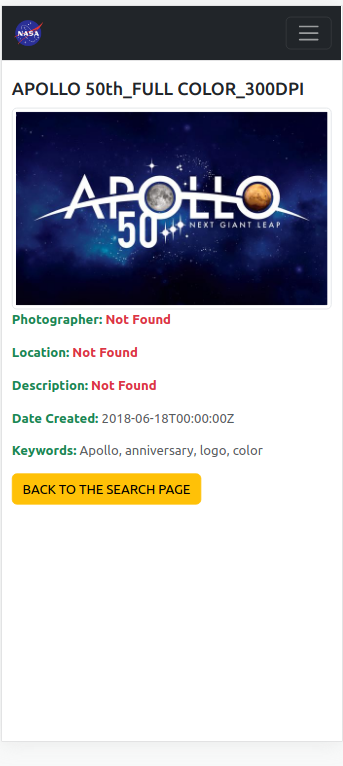 NASA
APOLLO 50th_FULL COLOR_300DPI
APOLLO
50
NEXT GIANT LEAP
Photographer: Not Found
Location: Not Found
Description: Not Found
Date Created: 2018-06-18T00:00:00Z
Keywords: Apollo, anniversary, logo, color
BACK TO THE SEARCH PAGE